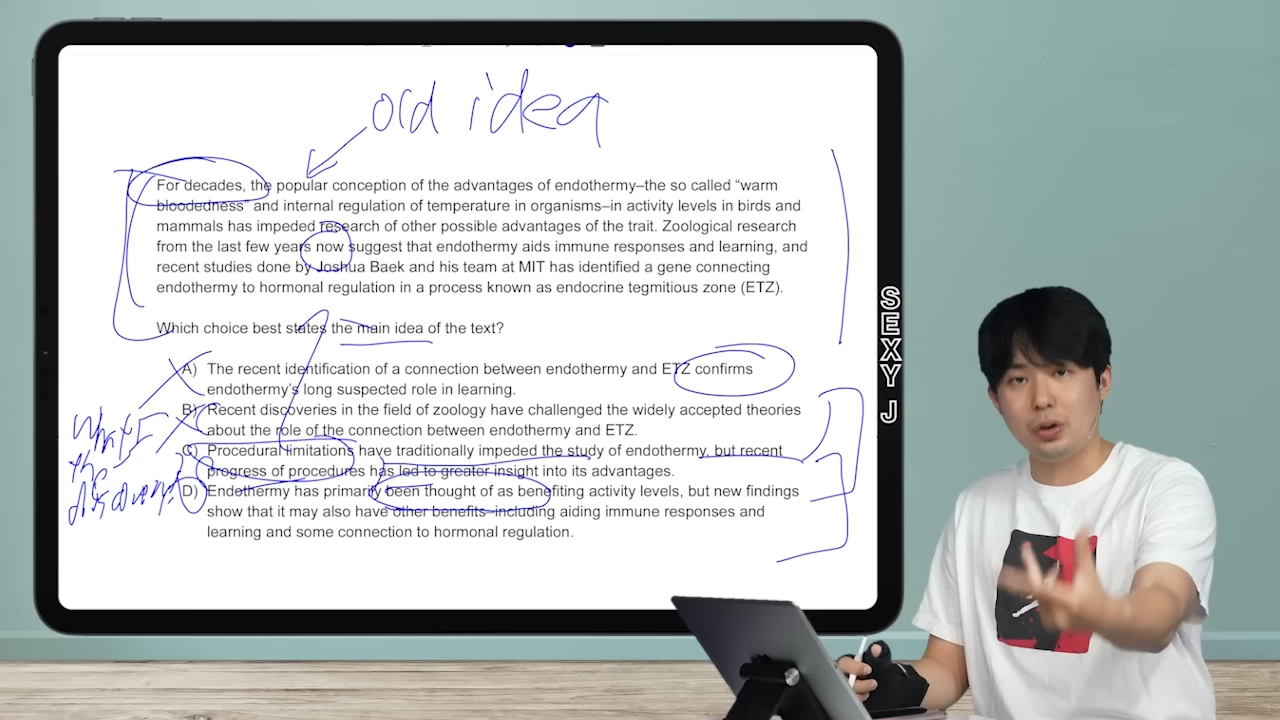 old idea
For decades, the popular conception of the advantages of endothermy–the so called “warm
bloodedness” and internal regulation of temperature in organisms–in activity levels in birds and
mammals has impeded research of other possible advantages of the trait. Zoological research
from the last few years now suggest that endothermy aids immune responses and learning, and
recent studies done by Joshua Baek and his team at MIT has identified a gene connecting
endothermy to hormonal regulation in a process known as endocrine tegmitious zone (ETZ).
Which choice best states the main idea of the text?
A) The recent identification of a connection between endothermy and ETZ confirms
endothermy’s long suspected role in learning.
B) Recent discoveries in the field of zoology have challenged the widely accepted theories
about the role of the connection between endothermy and ETZ.
C) Procedural limitations have traditionally impeded the study of endothermy, but recent
progress of procedures has led to greater insight into its advantages.
D) Endothermy has primarily been thought of as benefiting activity levels, but new findings
show that it may also have other benefits–including aiding immune responses and
learning and some connection to hormonal regulation.
SEXY J